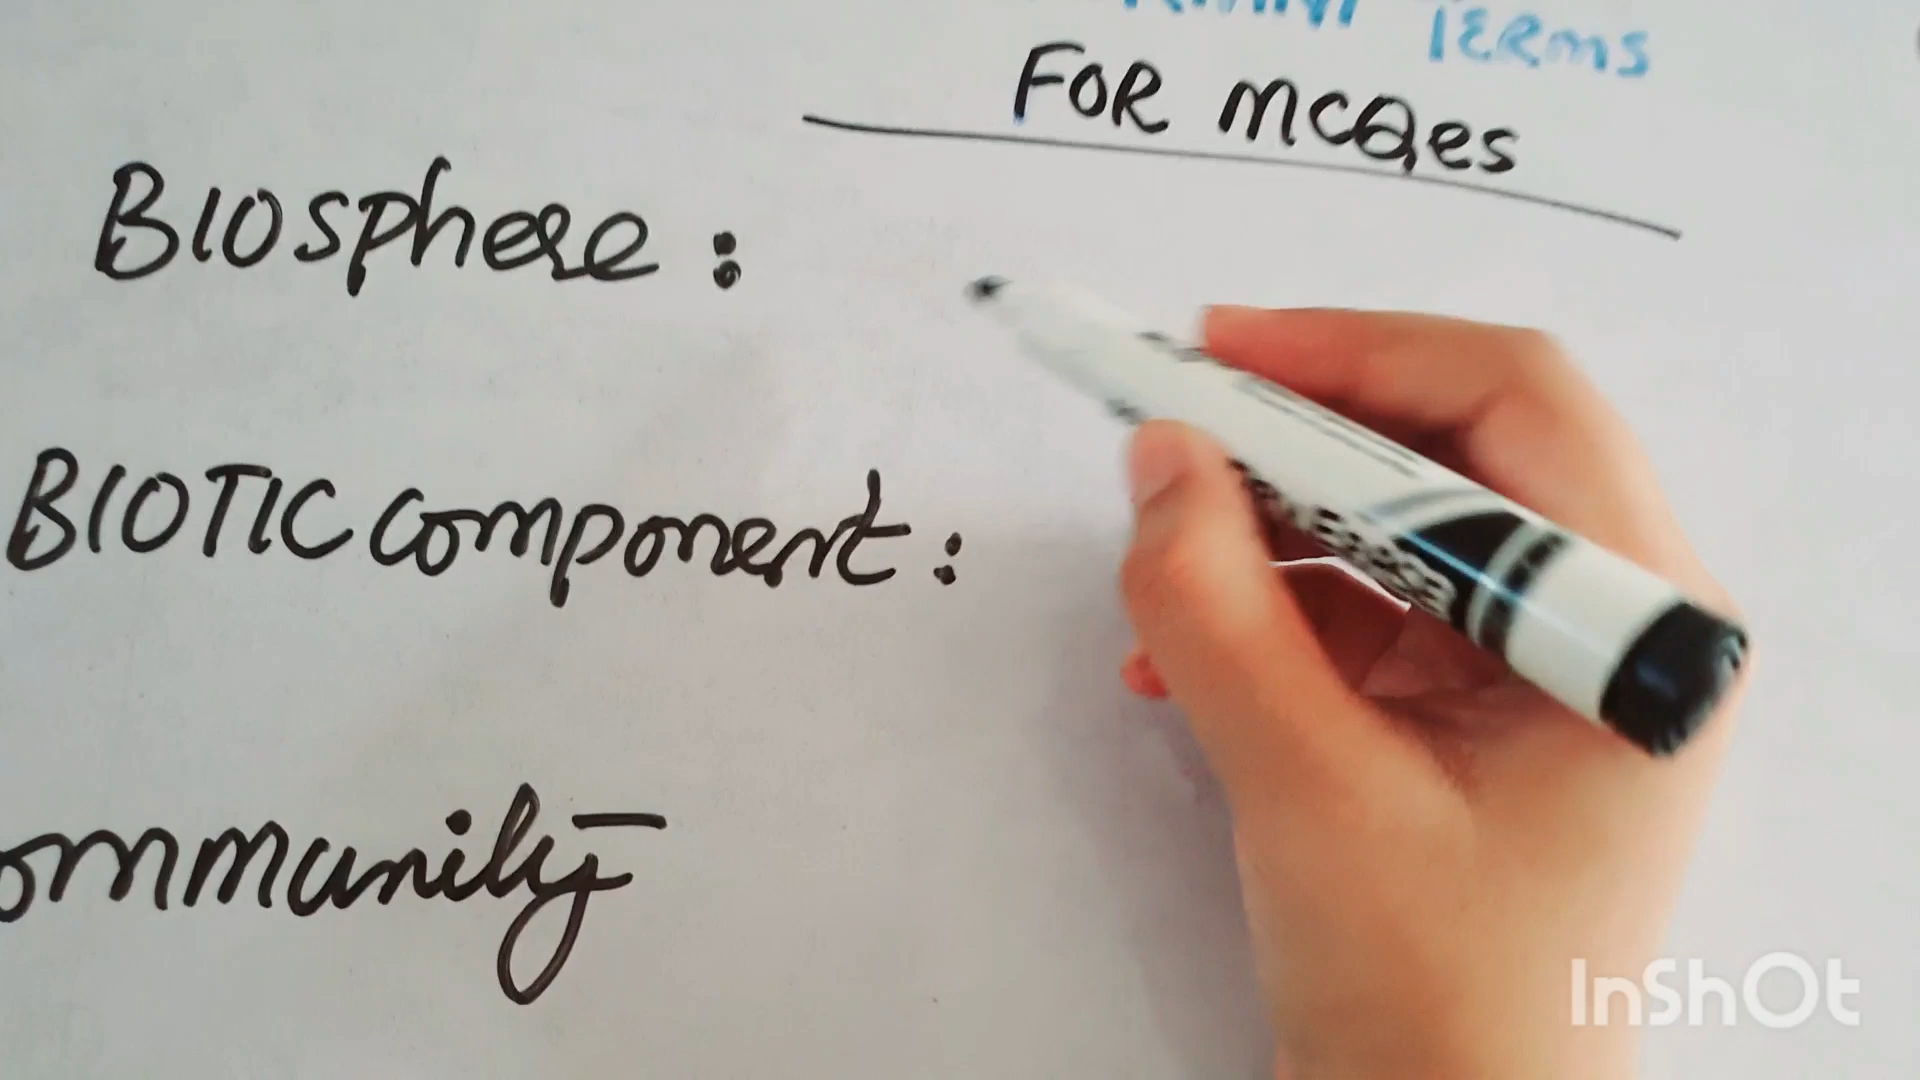 Terms
FOR MCQes
Biosphere :
BIOTIC component :
ommunity
InShOt